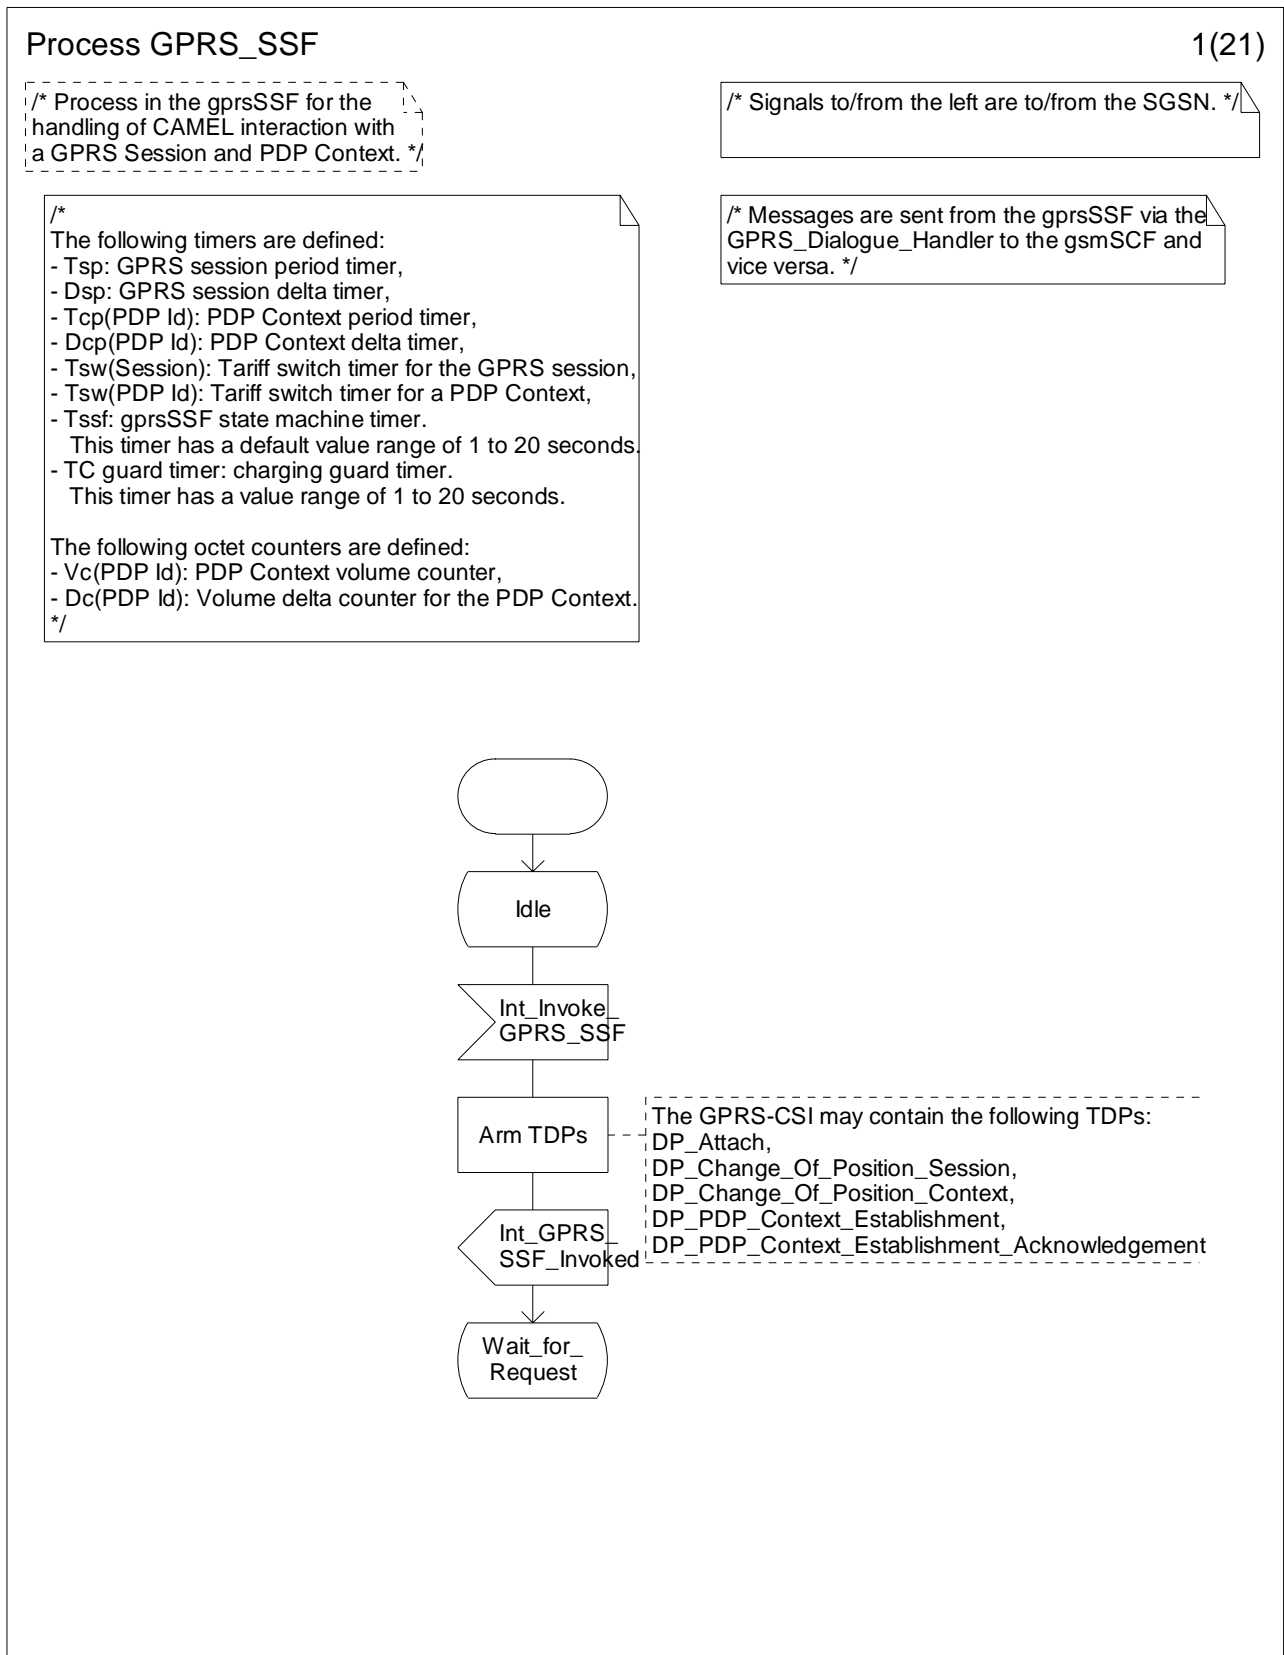 Process GPRS_SSF
1(21)
/* Process in the gprsSSF for the
handling of CAMEL interaction with
a GPRS Session and PDP Context. */
/* Signals to/from the left are to/from the SGSN. */
/*
The following timers are defined:
- Tsp: GPRS session period timer,
- Dsp: GPRS session delta timer,
- Tcp(PDP Id): PDP Context period timer,
- Dcp(PDP Id): PDP Context delta timer,
- Tsw(Session): Tariff switch timer for the GPRS session,
- Tsw(PDP Id): Tariff switch timer for a PDP Context,
- Tssf: gprsSSF state machine timer.
This timer has a default value range of 1 to 20 seconds.
- TC guard timer: charging guard timer.
This timer has a value range of 1 to 20 seconds.
The following octet counters are defined:
- Vc(PDP Id): PDP Context volume counter,
- Dc(PDP Id): Volume delta counter for the PDP Context.
*/
/* Messages are sent from the gprsSSF via the
GPRS_Dialogue_Handler to the gsmSCF and
vice versa. */
Idle
Int_Invoke_
GPRS_SSF
Arm TDPs
The GPRS-CSI may contain the following TDPs:
DP_Attach,
DP_Change_Of_Position_Session,
DP_Change_Of_Position_Context,
DP_PDP_Context_Establishment,
DP_PDP_Context_Establishment_Acknowledgement
Int_GPRS_
SSF_Invoked
Wait_for_
Request